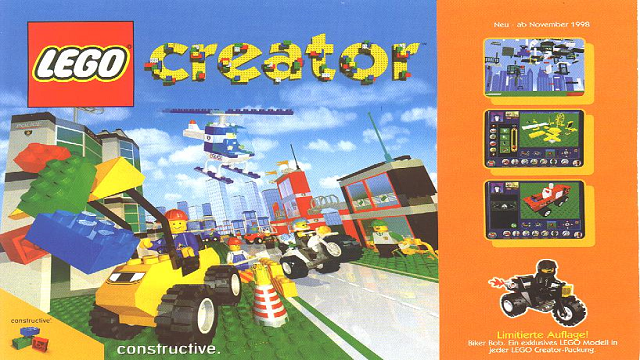 LEGO
creator
Neu - ab November 1998
POLICE
constructive.
constructive.
Limitierte Auflage!
Biker Bob. Ein exklusives LEGO Modell in
jeder LEGO Creator-Packung.